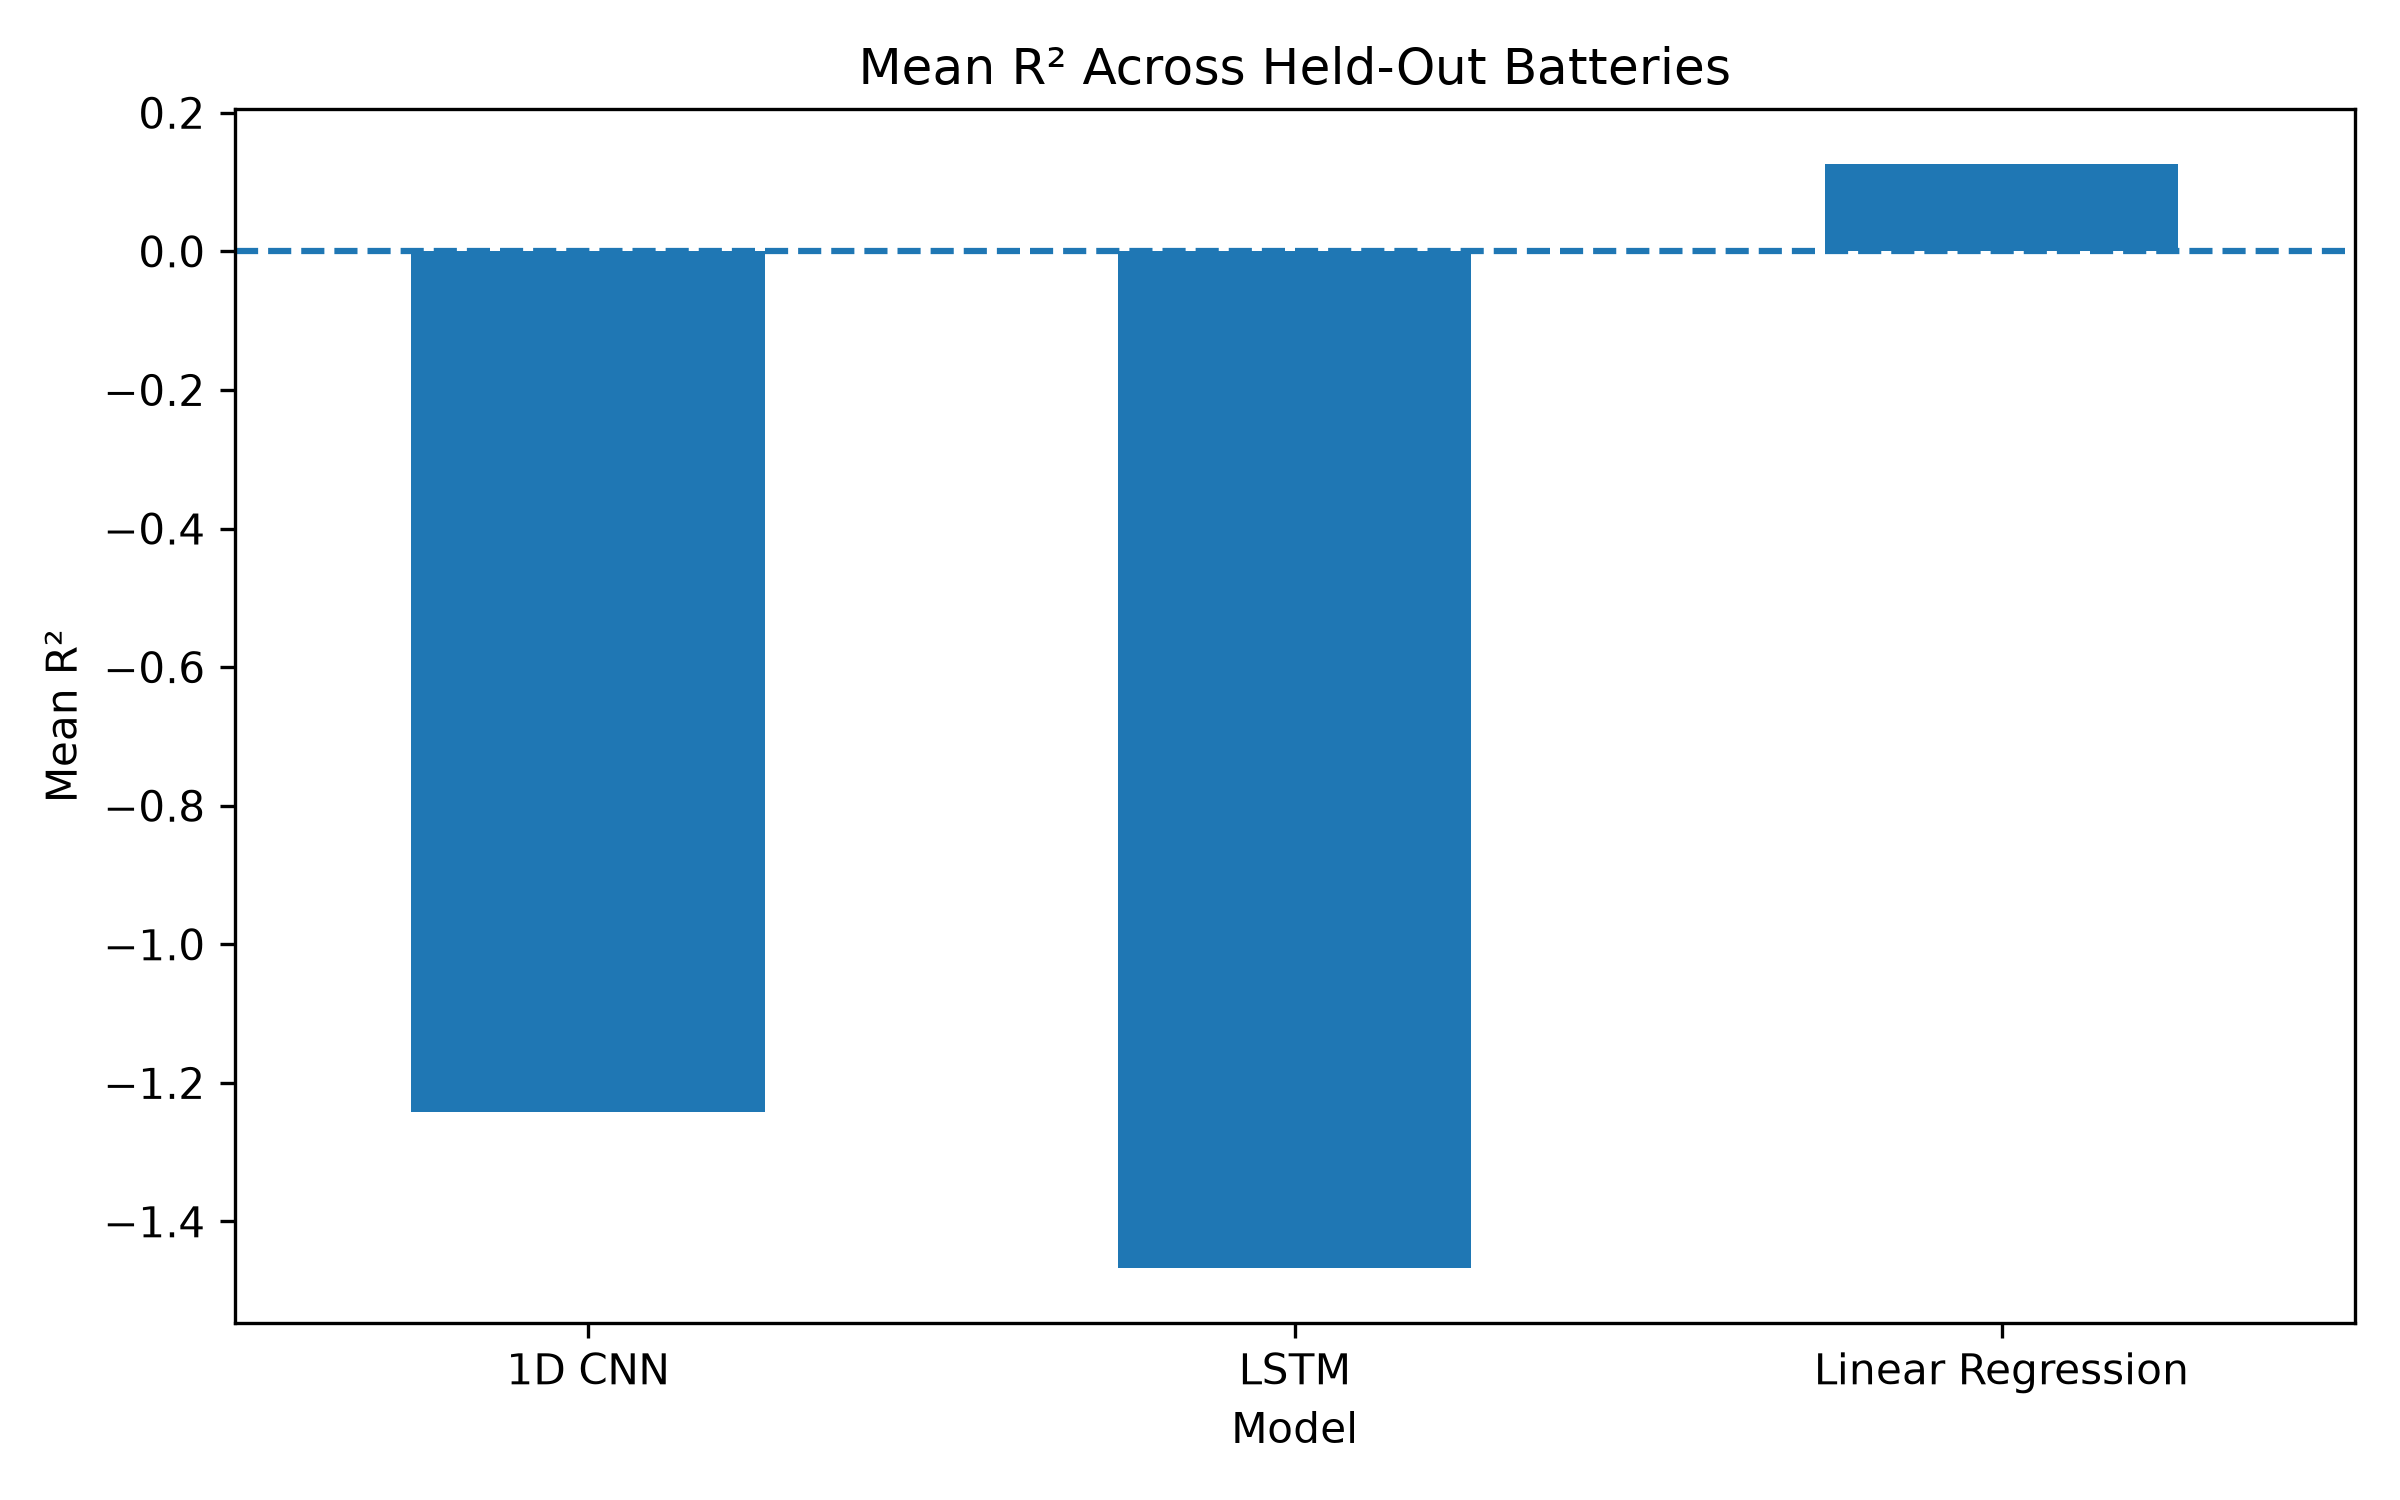 Mean R² Across Held-Out Batteries
Mean R²
0.2
0.0
−0.2
−0.4
−0.6
−0.8
−1.0
−1.2
−1.4
1D CNN
LSTM
Linear Regression
Model